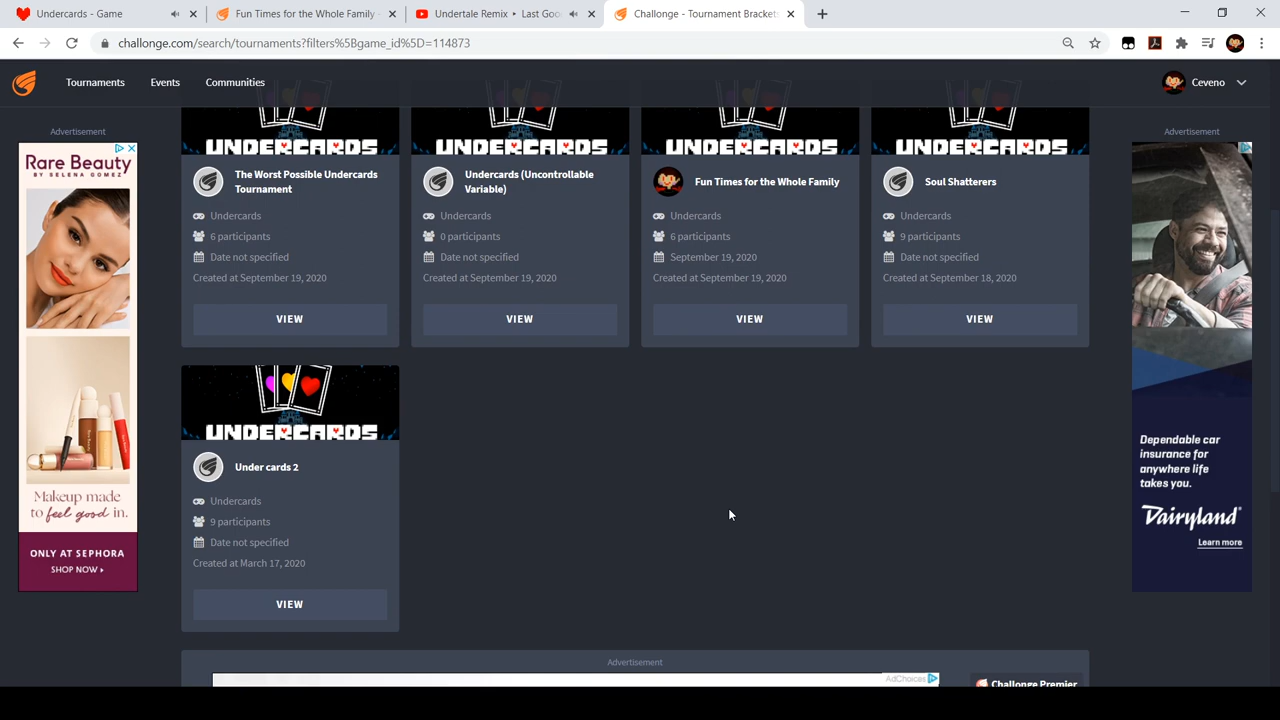 Undercards - Game
Fun Times for the Whole Family -
Undertale Remix ▸ Last Goo
Challonge - Tournament Brackets
challonge.com/search/tournaments?filters%5Bgame_id%5D=114873
Tournaments
Events
Communities
Ceveno
Advertisement
Rare Beauty
BY SELENA GOMEZ
Makeup made
to feel good in.
ONLY AT SEPHORA
SHOP NOW ▸
UNDERCARDS
The Worst Possible Undercards
Tournament
Undercards
6 participants
Date not specified
Created at September 19, 2020
VIEW
UNDERCARDS
Undercards (Uncontrollable
Variable)
Undercards
0 participants
Date not specified
Created at September 19, 2020
VIEW
UNDERCARDS
Fun Times for the Whole Family
Undercards
6 participants
September 19, 2020
Created at September 19, 2020
VIEW
UNDERCARDS
Soul Shatterers
Undercards
9 participants
Date not specified
Created at September 18, 2020
VIEW
UNDERCARDS
Under cards 2
Undercards
9 participants
Date not specified
Created at March 17, 2020
VIEW
Advertisement
Dependable car
insurance for
anywhere life
takes you.
Dairyland
Learn more
Advertisement
AdChoices
Challonge Premier